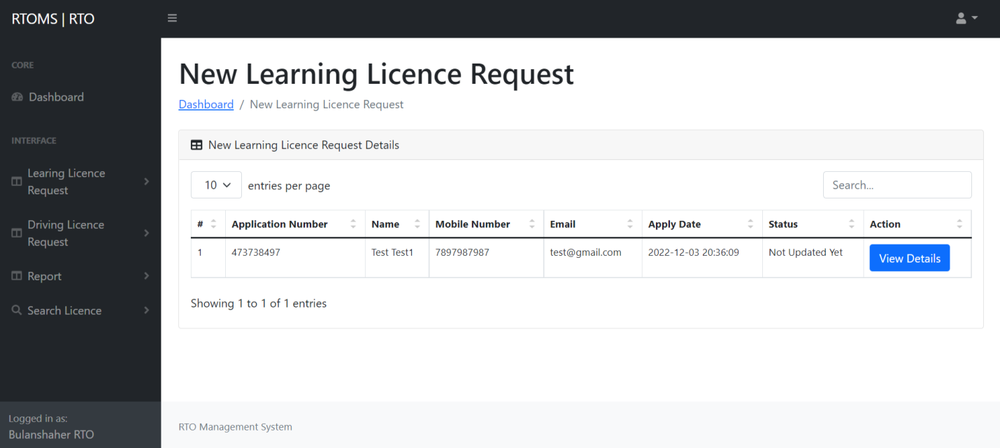 RTOMS | RTO
CORE
Dashboard
INTERFACE
Learing Licence
Request
Driving Licence
Request
Report
Search Licence
Logged in as:
Bulanshaher RTO
New Learning Licence Request
Dashboard / New Learning Licence Request
New Learning Licence Request Details
10 entries per page
Search...
# Application Number Name Mobile Number Email Apply Date Status Action
1 473738497 Test Test1 7897987987 test@gmail.com 2022-12-03 20:36:09 Not Updated Yet View Details
Showing 1 to 1 of 1 entries
RTO Management System